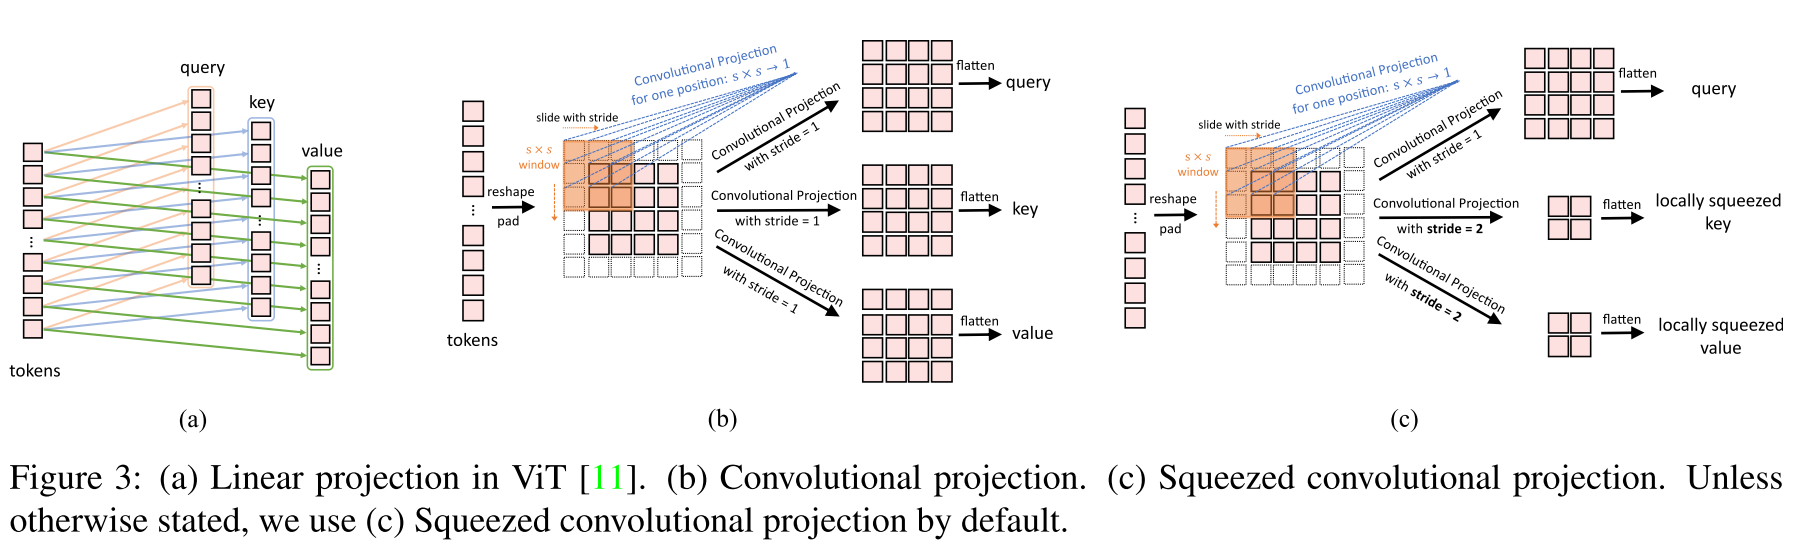 query
key
value
tokens
(a)
Convolutional Projection
for one position: s × s → 1
slide with stride
s × s
window
reshape
pad
tokens
Convolutional Projection
with stride = 1
flatten
query
Convolutional Projection
with stride = 1
flatten
key
Convolutional Projection
with stride = 1
flatten
value
(b)
Convolutional Projection
for one position: s × s → 1
slide with stride
s × s
window
reshape
pad
tokens
Convolutional Projection
with stride = 1
flatten
query
Convolutional Projection
with stride = 2
flatten
locally squeezed
key
Convolutional Projection
with stride = 2
flatten
locally squeezed
value
(c)
Figure 3: (a) Linear projection in ViT [11]. (b) Convolutional projection. (c) Squeezed convolutional projection. Unless
otherwise stated, we use (c) Squeezed convolutional projection by default.